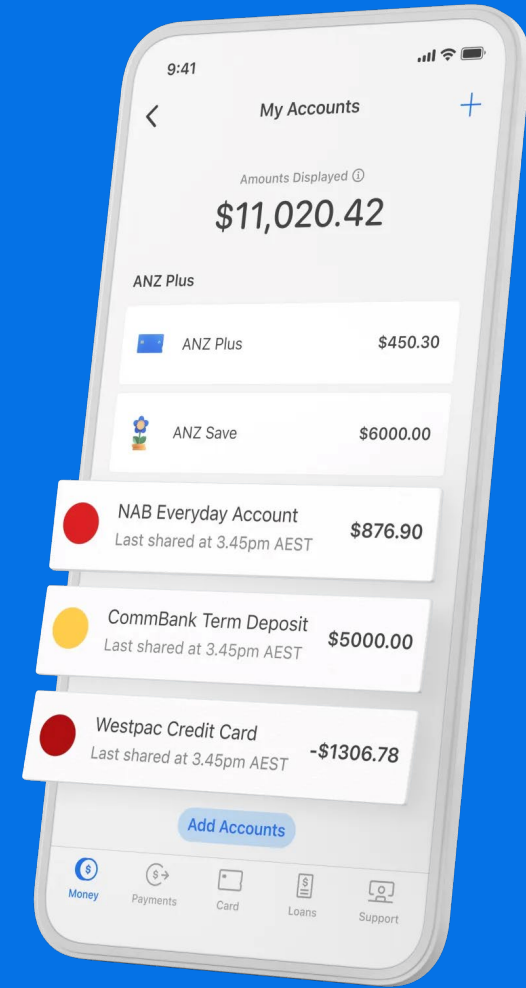 9:41
My Accounts
Amounts Displayed
$11,020.42
ANZ Plus
ANZ Plus $450.30
ANZ Save $6000.00
NAB Everyday Account $876.90
Last shared at 3.45pm AEST
CommBank Term Deposit $5000.00
Last shared at 3.45pm AEST
Westpac Credit Card -$1306.78
Last shared at 3.45pm AEST
Add Accounts
Money Payments Card Loans Support